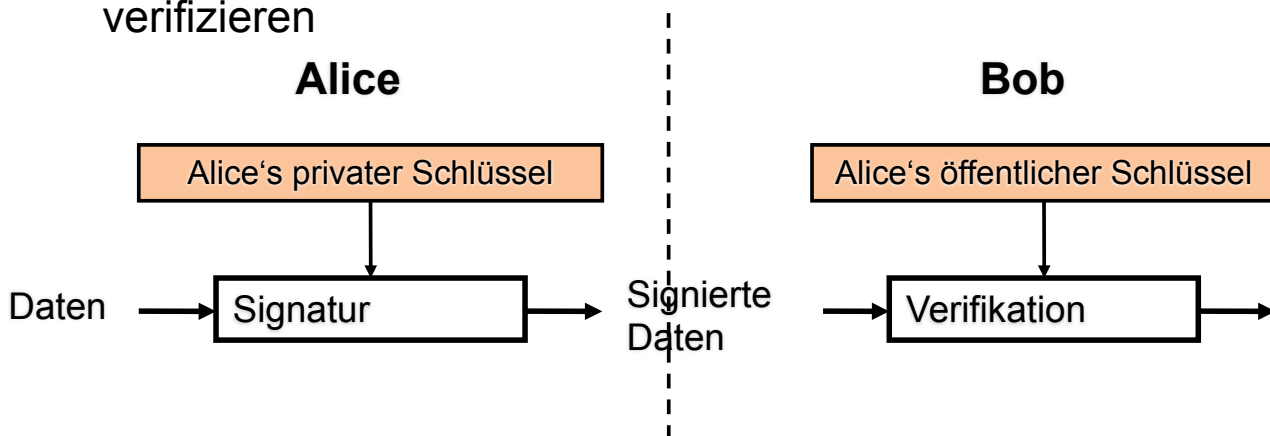 verifizieren
Alice
Bob
Alice‘s privater Schlüssel
Alice‘s öffentlicher Schlüssel
Daten
Signatur
Signierte
Daten
Verifikation